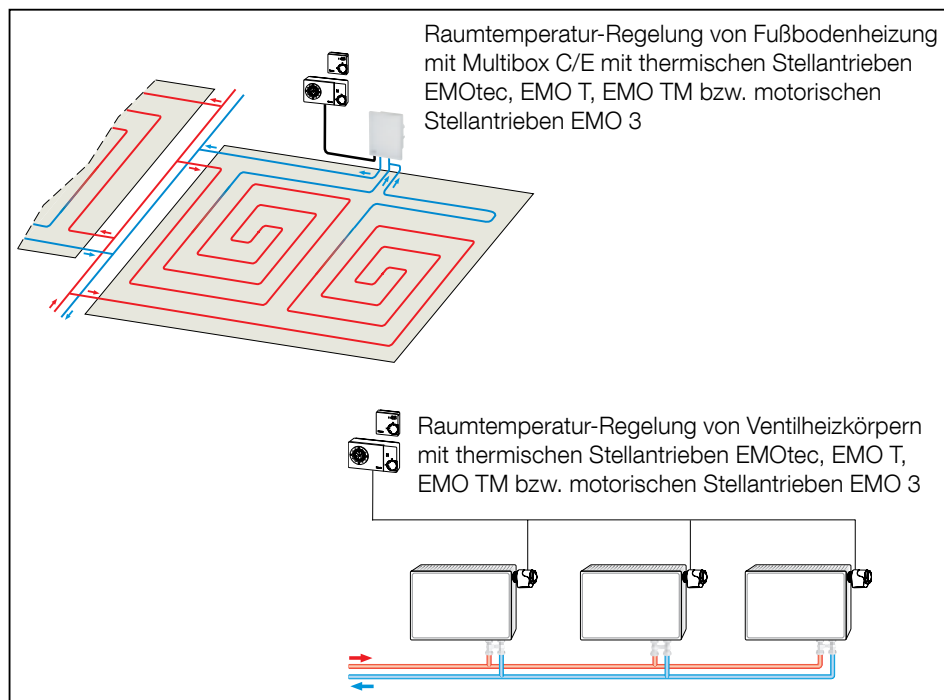 Raumtemperatur-Regelung von Fußbodenheizung
mit Multibox C/E mit thermischen Stellantrieben
EMOtec, EMO T, EMO TM bzw. motorischen
Stellantrieben EMO 3
Raumtemperatur-Regelung von Ventilheizkörpern
mit thermischen Stellantrieben EMOtec, EMO T,
EMO TM bzw. motorischen Stellantrieben EMO 3